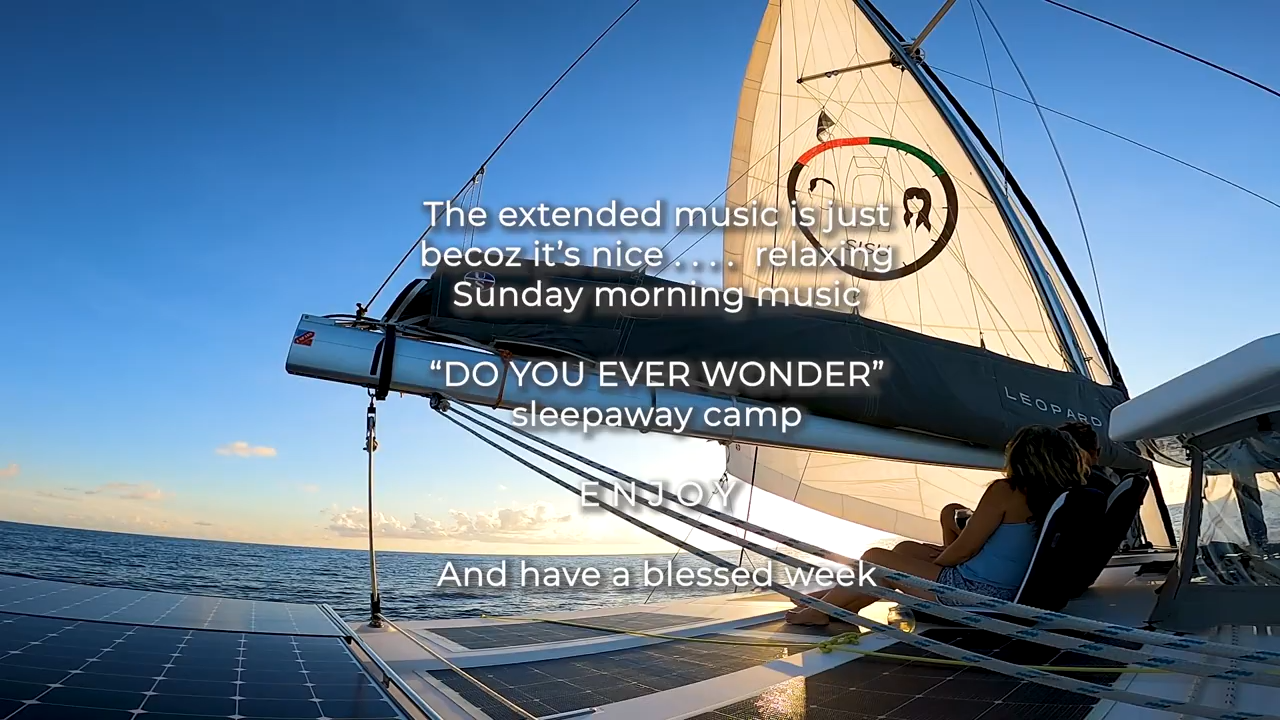 The extended music is just
becoz it’s nice . . . .  relaxing
Sunday morning music
“DO YOU EVER WONDER”
sleepaway camp
E N J O Y
And have a blessed week
LEOPARD